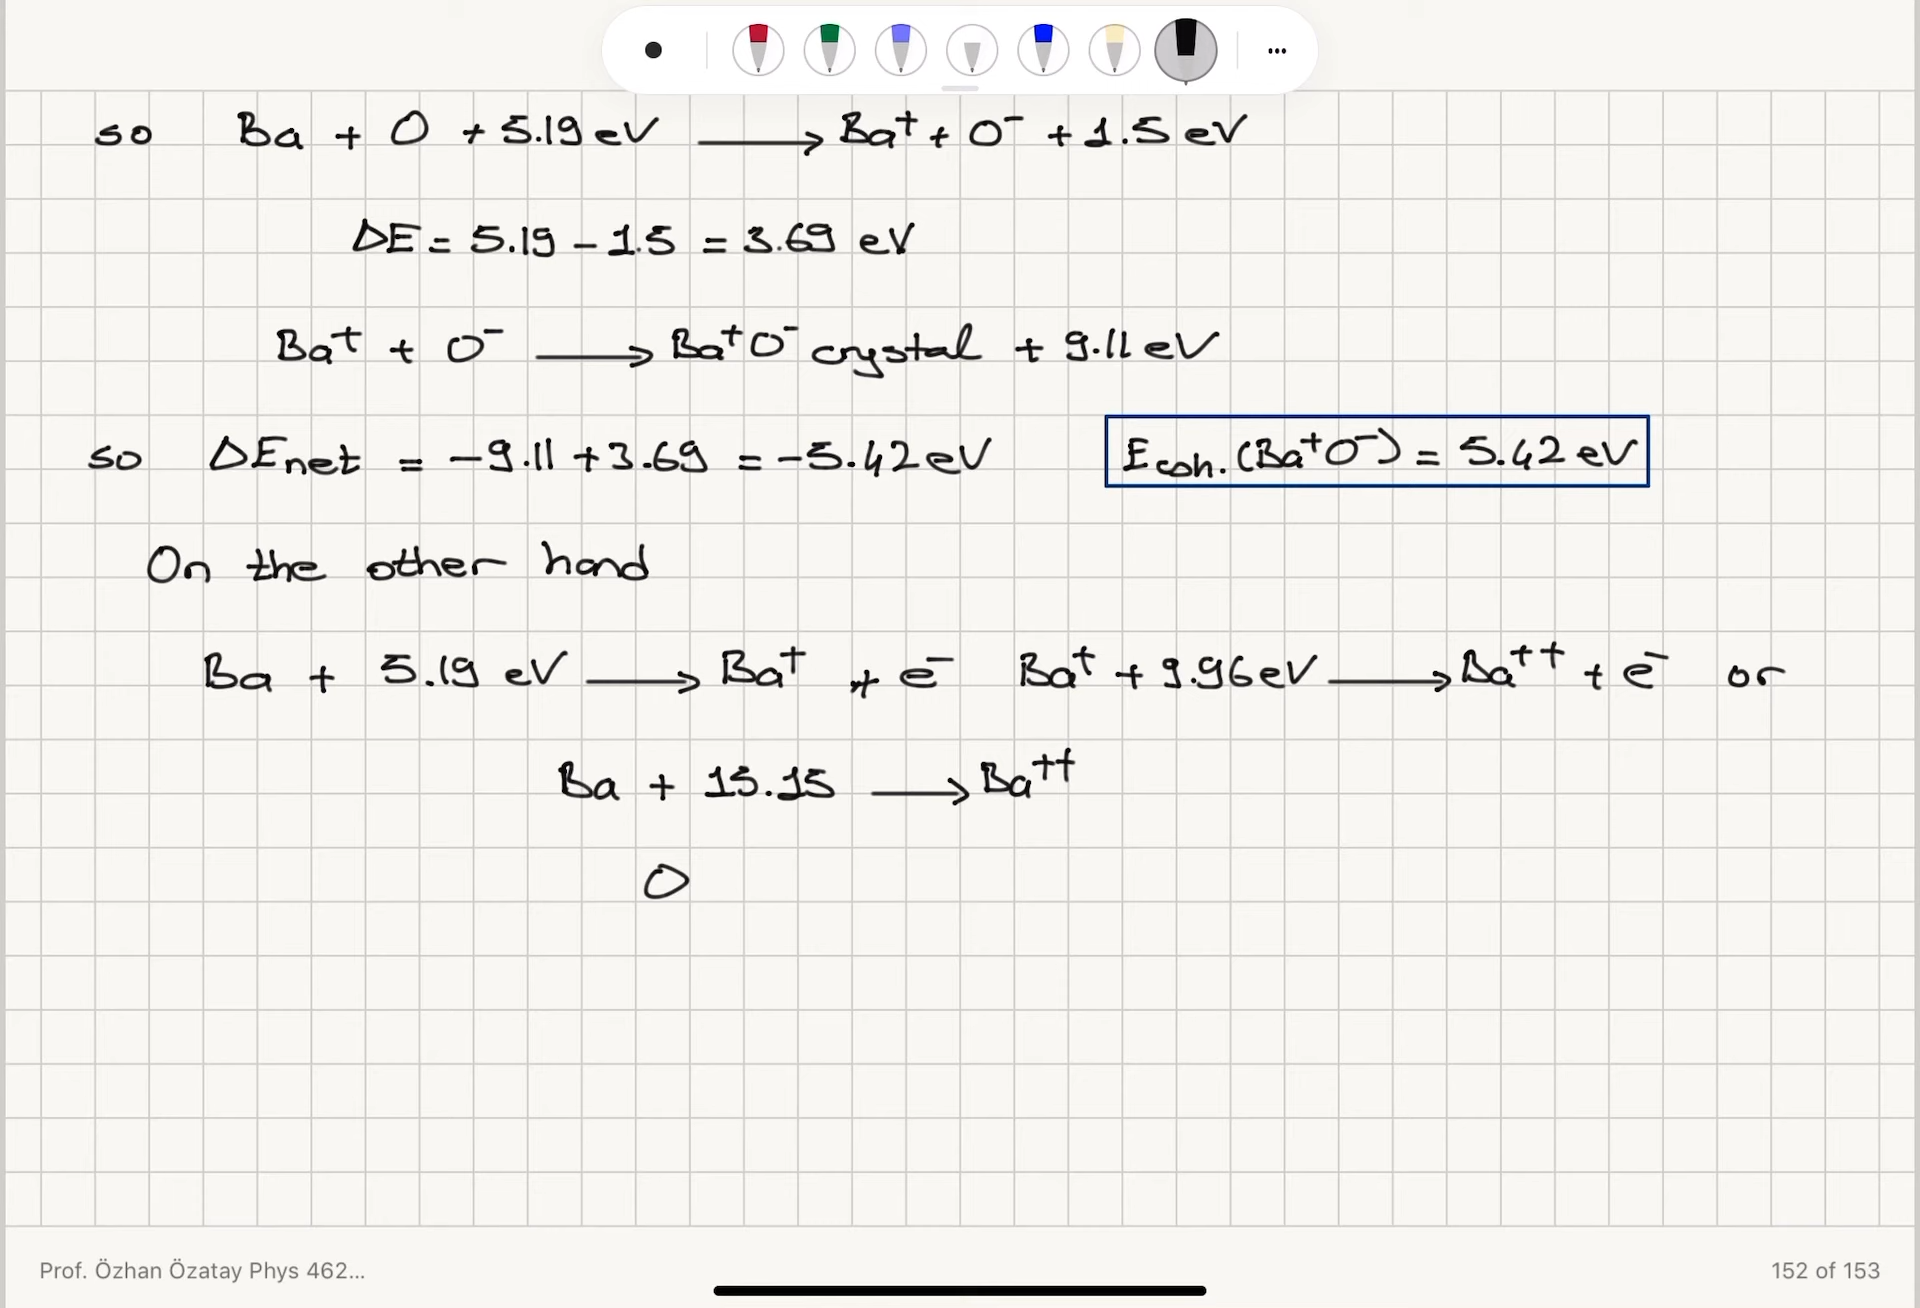 so Ba + O + 5.19 eV ⟶ Ba⁺ + O⁻ + 1.5 eV
ΔE = 5.19 - 1.5 = 3.69 eV
Ba⁺ + O⁻ ⟶ Ba⁺O⁻ crystal + 9.11 eV
so ΔEnet = -9.11 + 3.69 = -5.42 eV Ecoh. (Ba⁺O⁻) = 5.42 eV
On the other hand
Ba + 5.19 eV ⟶ Ba⁺ + e⁻ Ba⁺ + 9.96 eV ⟶ Ba⁺⁺ + e⁻ or
Ba + 15.15 ⟶ Ba⁺⁺
O
Prof. Özhan Özatay Phys 462...
152 of 153